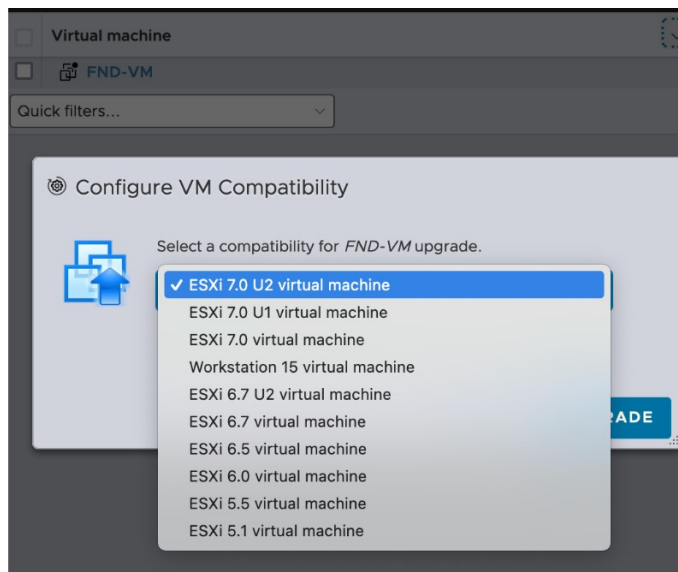 Virtual machine
FND-VM
Quick filters...
Configure VM Compatibility
Select a compatibility for FND-VM upgrade.
✓ ESXi 7.0 U2 virtual machine
ESXi 7.0 U1 virtual machine
ESXi 7.0 virtual machine
Workstation 15 virtual machine
ESXi 6.7 U2 virtual machine
ESXi 6.7 virtual machine
RADE
ESXi 6.5 virtual machine
ESXi 6.0 virtual machine
ESXi 5.5 virtual machine
ESXi 5.1 virtual machine